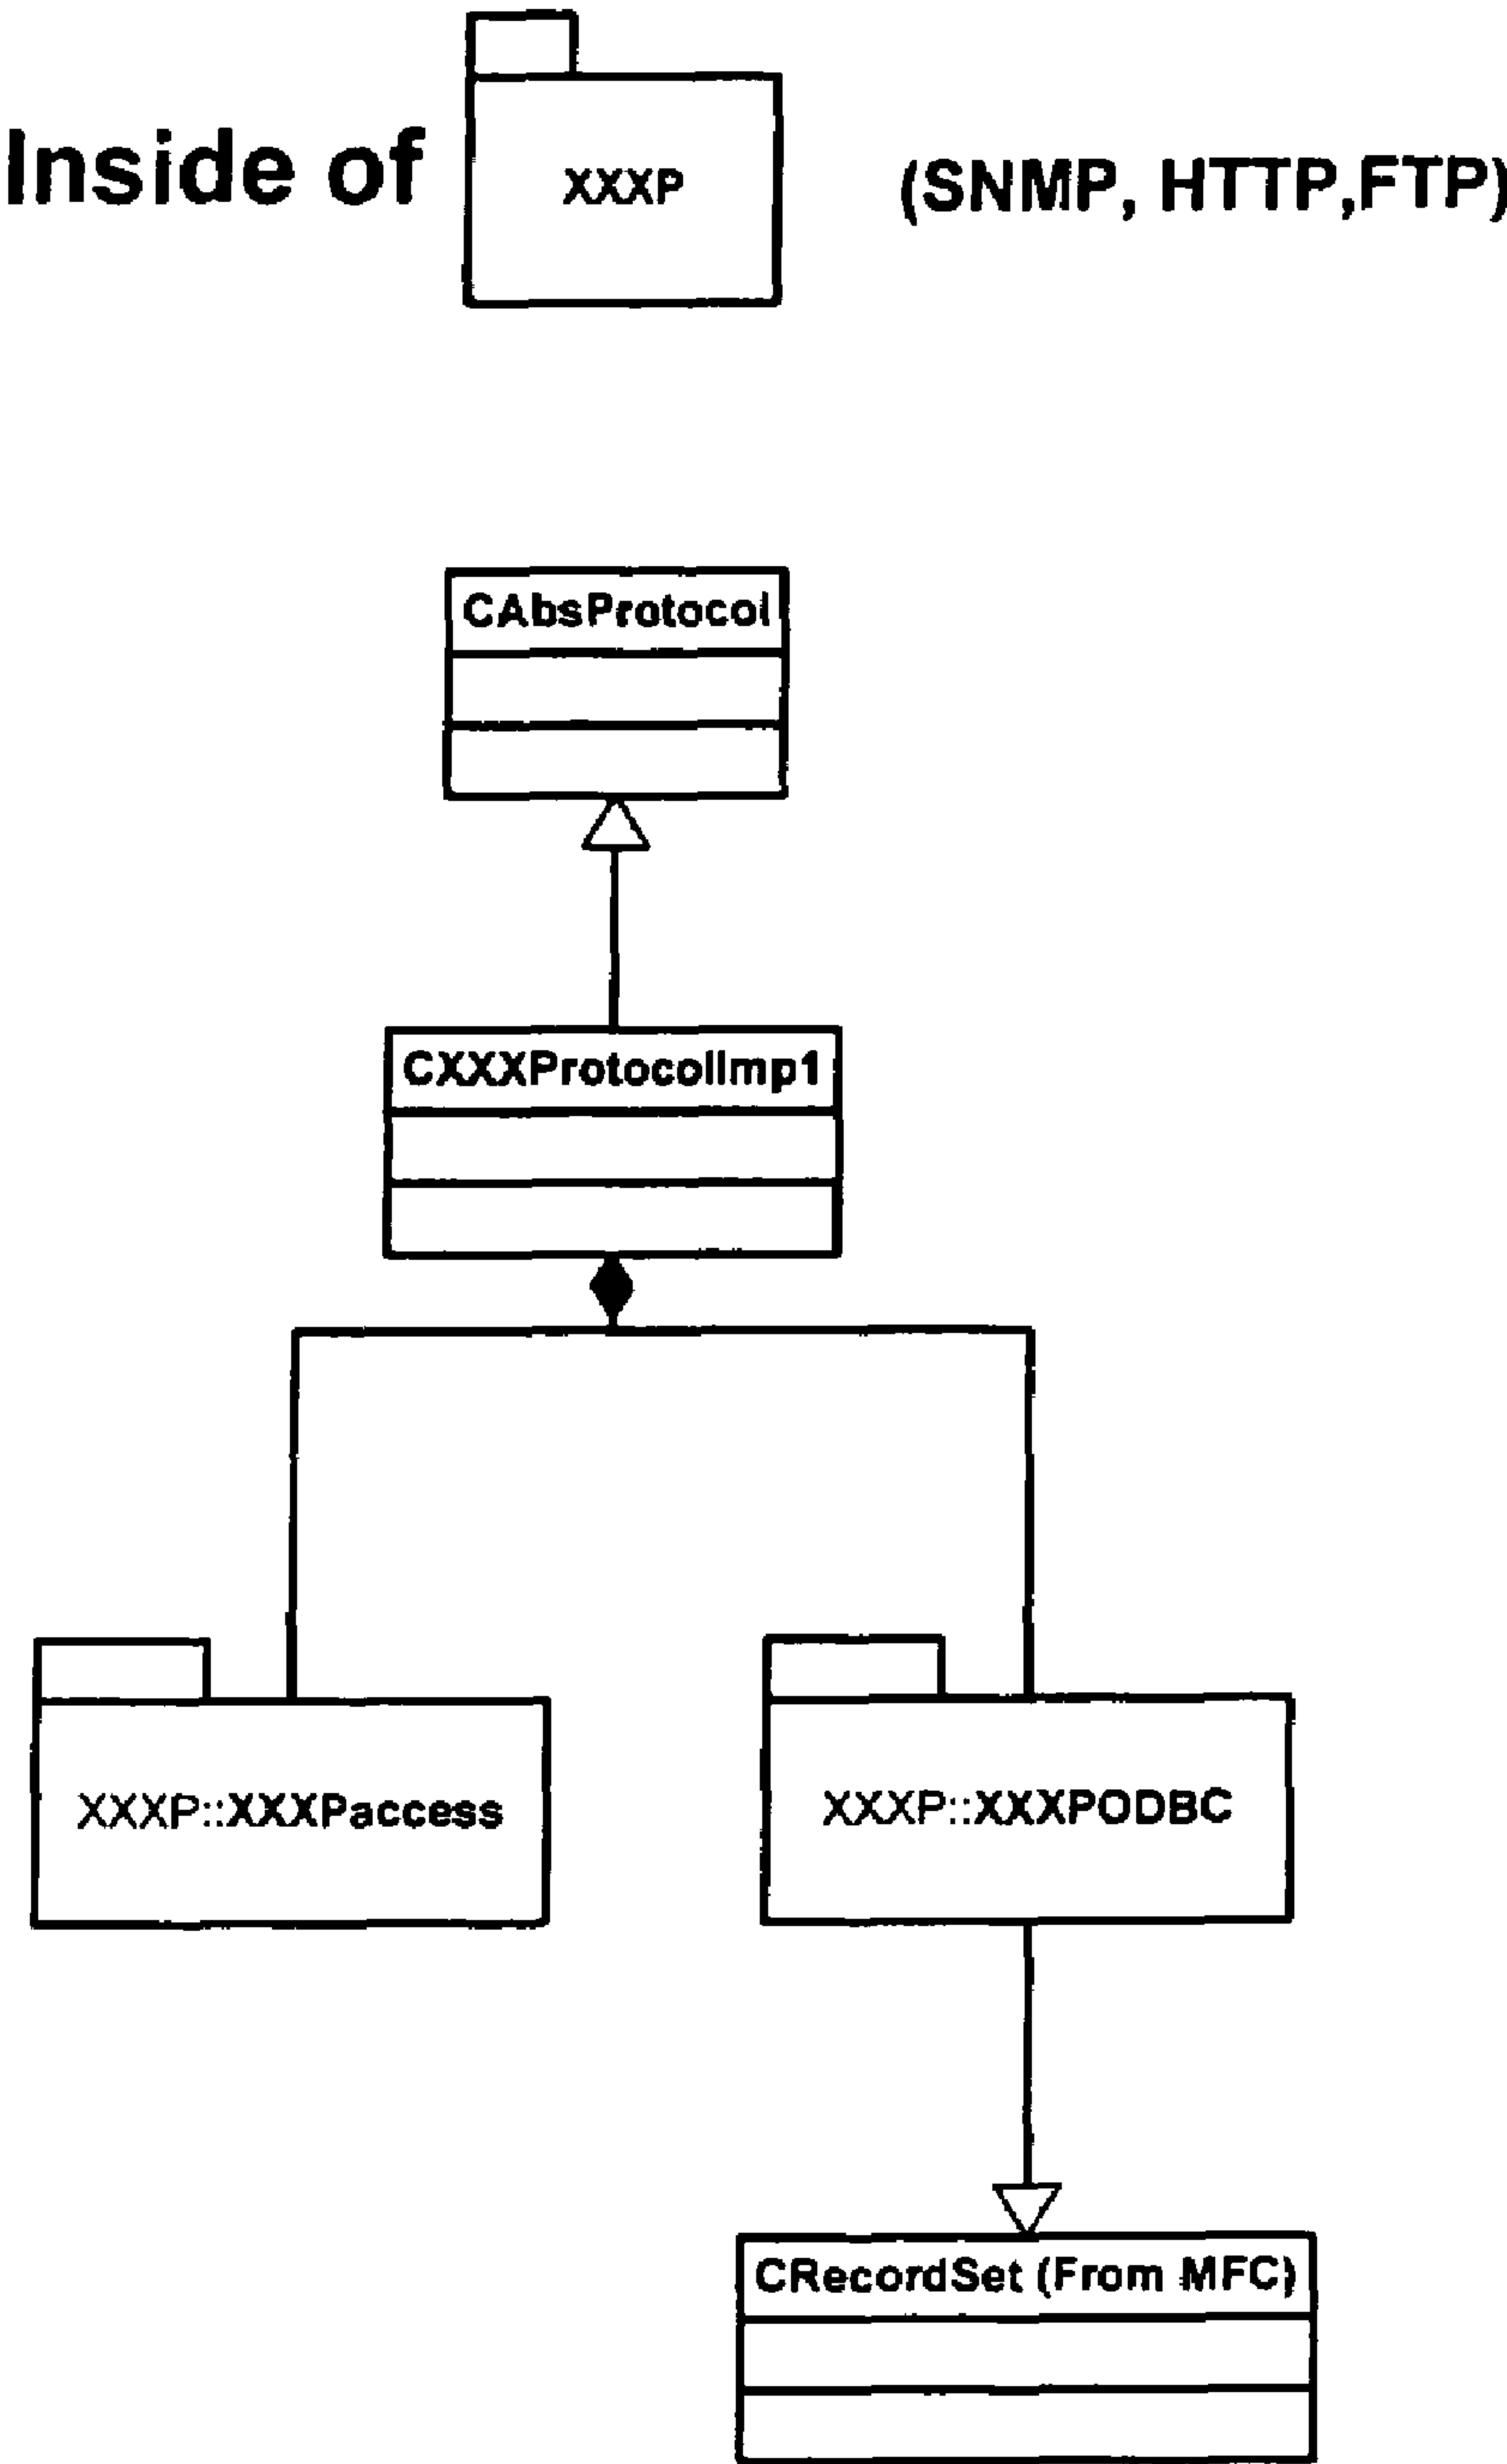 Inside of
XXXP
(SNMP, HTTP,FTP)
CAbsProtocol
CXXXProtocolImp1
XXXP::XXXPaccess
XXXP::XXXPODBC
CRecordSet (From MFC)